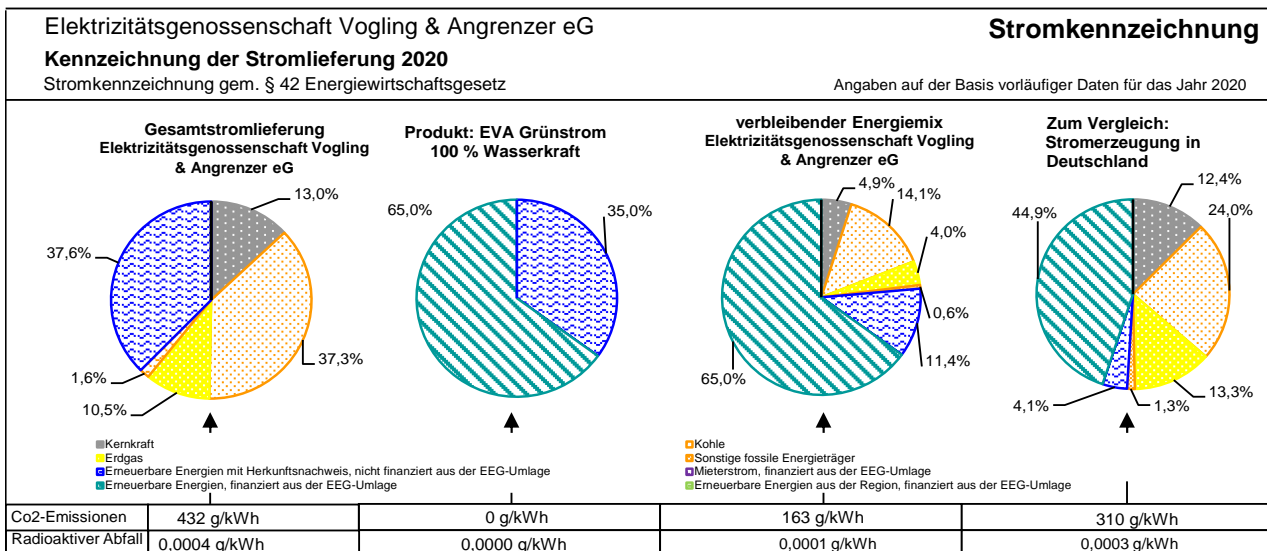 Elektrizitätsgenossenschaft Vogling & Angrenzer eG
Stromkennzeichnung
Kennzeichnung der Stromlieferung 2020
Stromkennzeichnung gem. § 42 Energiewirtschaftsgesetz
Angaben auf der Basis vorläufiger Daten für das Jahr 2020
Gesamtstromlieferung
Elektrizitätsgenossenschaft Vogling
& Angrenzer eG
13,0%
37,6%
37,3%
1,6%
10,5%
Produkt: EVA Grünstrom
100 % Wasserkraft
65,0%
35,0%
verbleibender Energiemix
Elektrizitätsgenossenschaft Vogling
& Angrenzer eG
4,9%
14,1%
4,0%
0,6%
11,4%
65,0%
Zum Vergleich:
Stromerzeugung in
Deutschland
12,4%
44,9%
24,0%
4,1%
1,3%
13,3%
Kernkraft
Erdgas
Erneuerbare Energien mit Herkunftsnachweis, nicht finanziert aus der EEG-Umlage
Erneuerbare Energien, finanziert aus der EEG-Umlage
Kohle
Sonstige fossile Energieträger
Mieterstrom, finanziert aus der EEG-Umlage
Erneuerbare Energien aus der Region, finanziert aus der EEG-Umlage
Co2-Emissionen 432 g/kWh 0 g/kWh 163 g/kWh 310 g/kWh
Radioaktiver Abfall 0,0004 g/kWh 0,0000 g/kWh 0,0001 g/kWh 0,0003 g/kWh